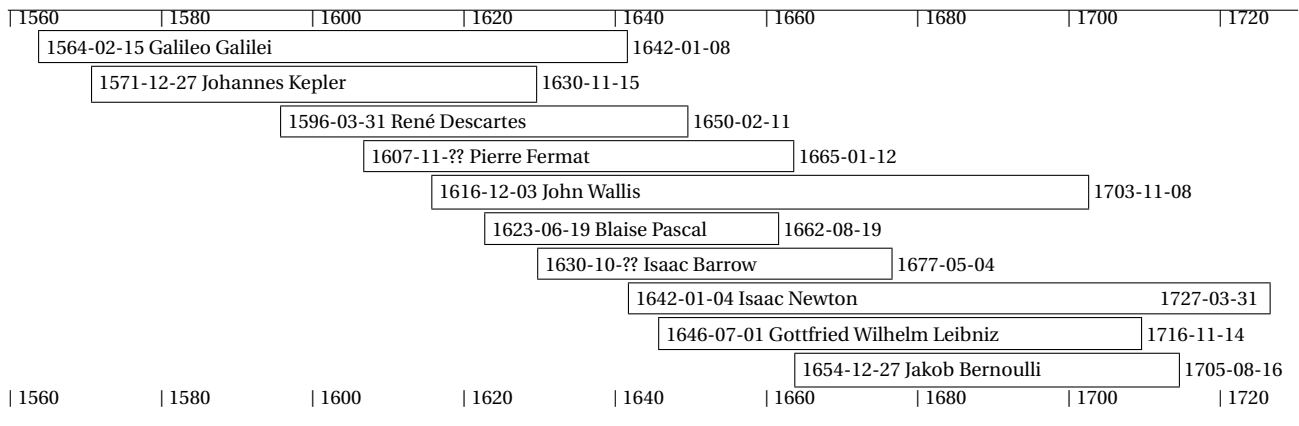 | 1560 | 1580 | 1600 | 1620 | 1640 | 1660 | 1680 | 1700 | 1720
1564-02-15 Galileo Galilei 1642-01-08
1571-12-27 Johannes Kepler 1630-11-15
1596-03-31 René Descartes 1650-02-11
1607-11-?? Pierre Fermat 1665-01-12
1616-12-03 John Wallis 1703-11-08
1623-06-19 Blaise Pascal 1662-08-19
1630-10-?? Isaac Barrow 1677-05-04
1642-01-04 Isaac Newton 1727-03-31
1646-07-01 Gottfried Wilhelm Leibniz 1716-11-14
1654-12-27 Jakob Bernoulli 1705-08-16
| 1560 | 1580 | 1600 | 1620 | 1640 | 1660 | 1680 | 1700 | 1720